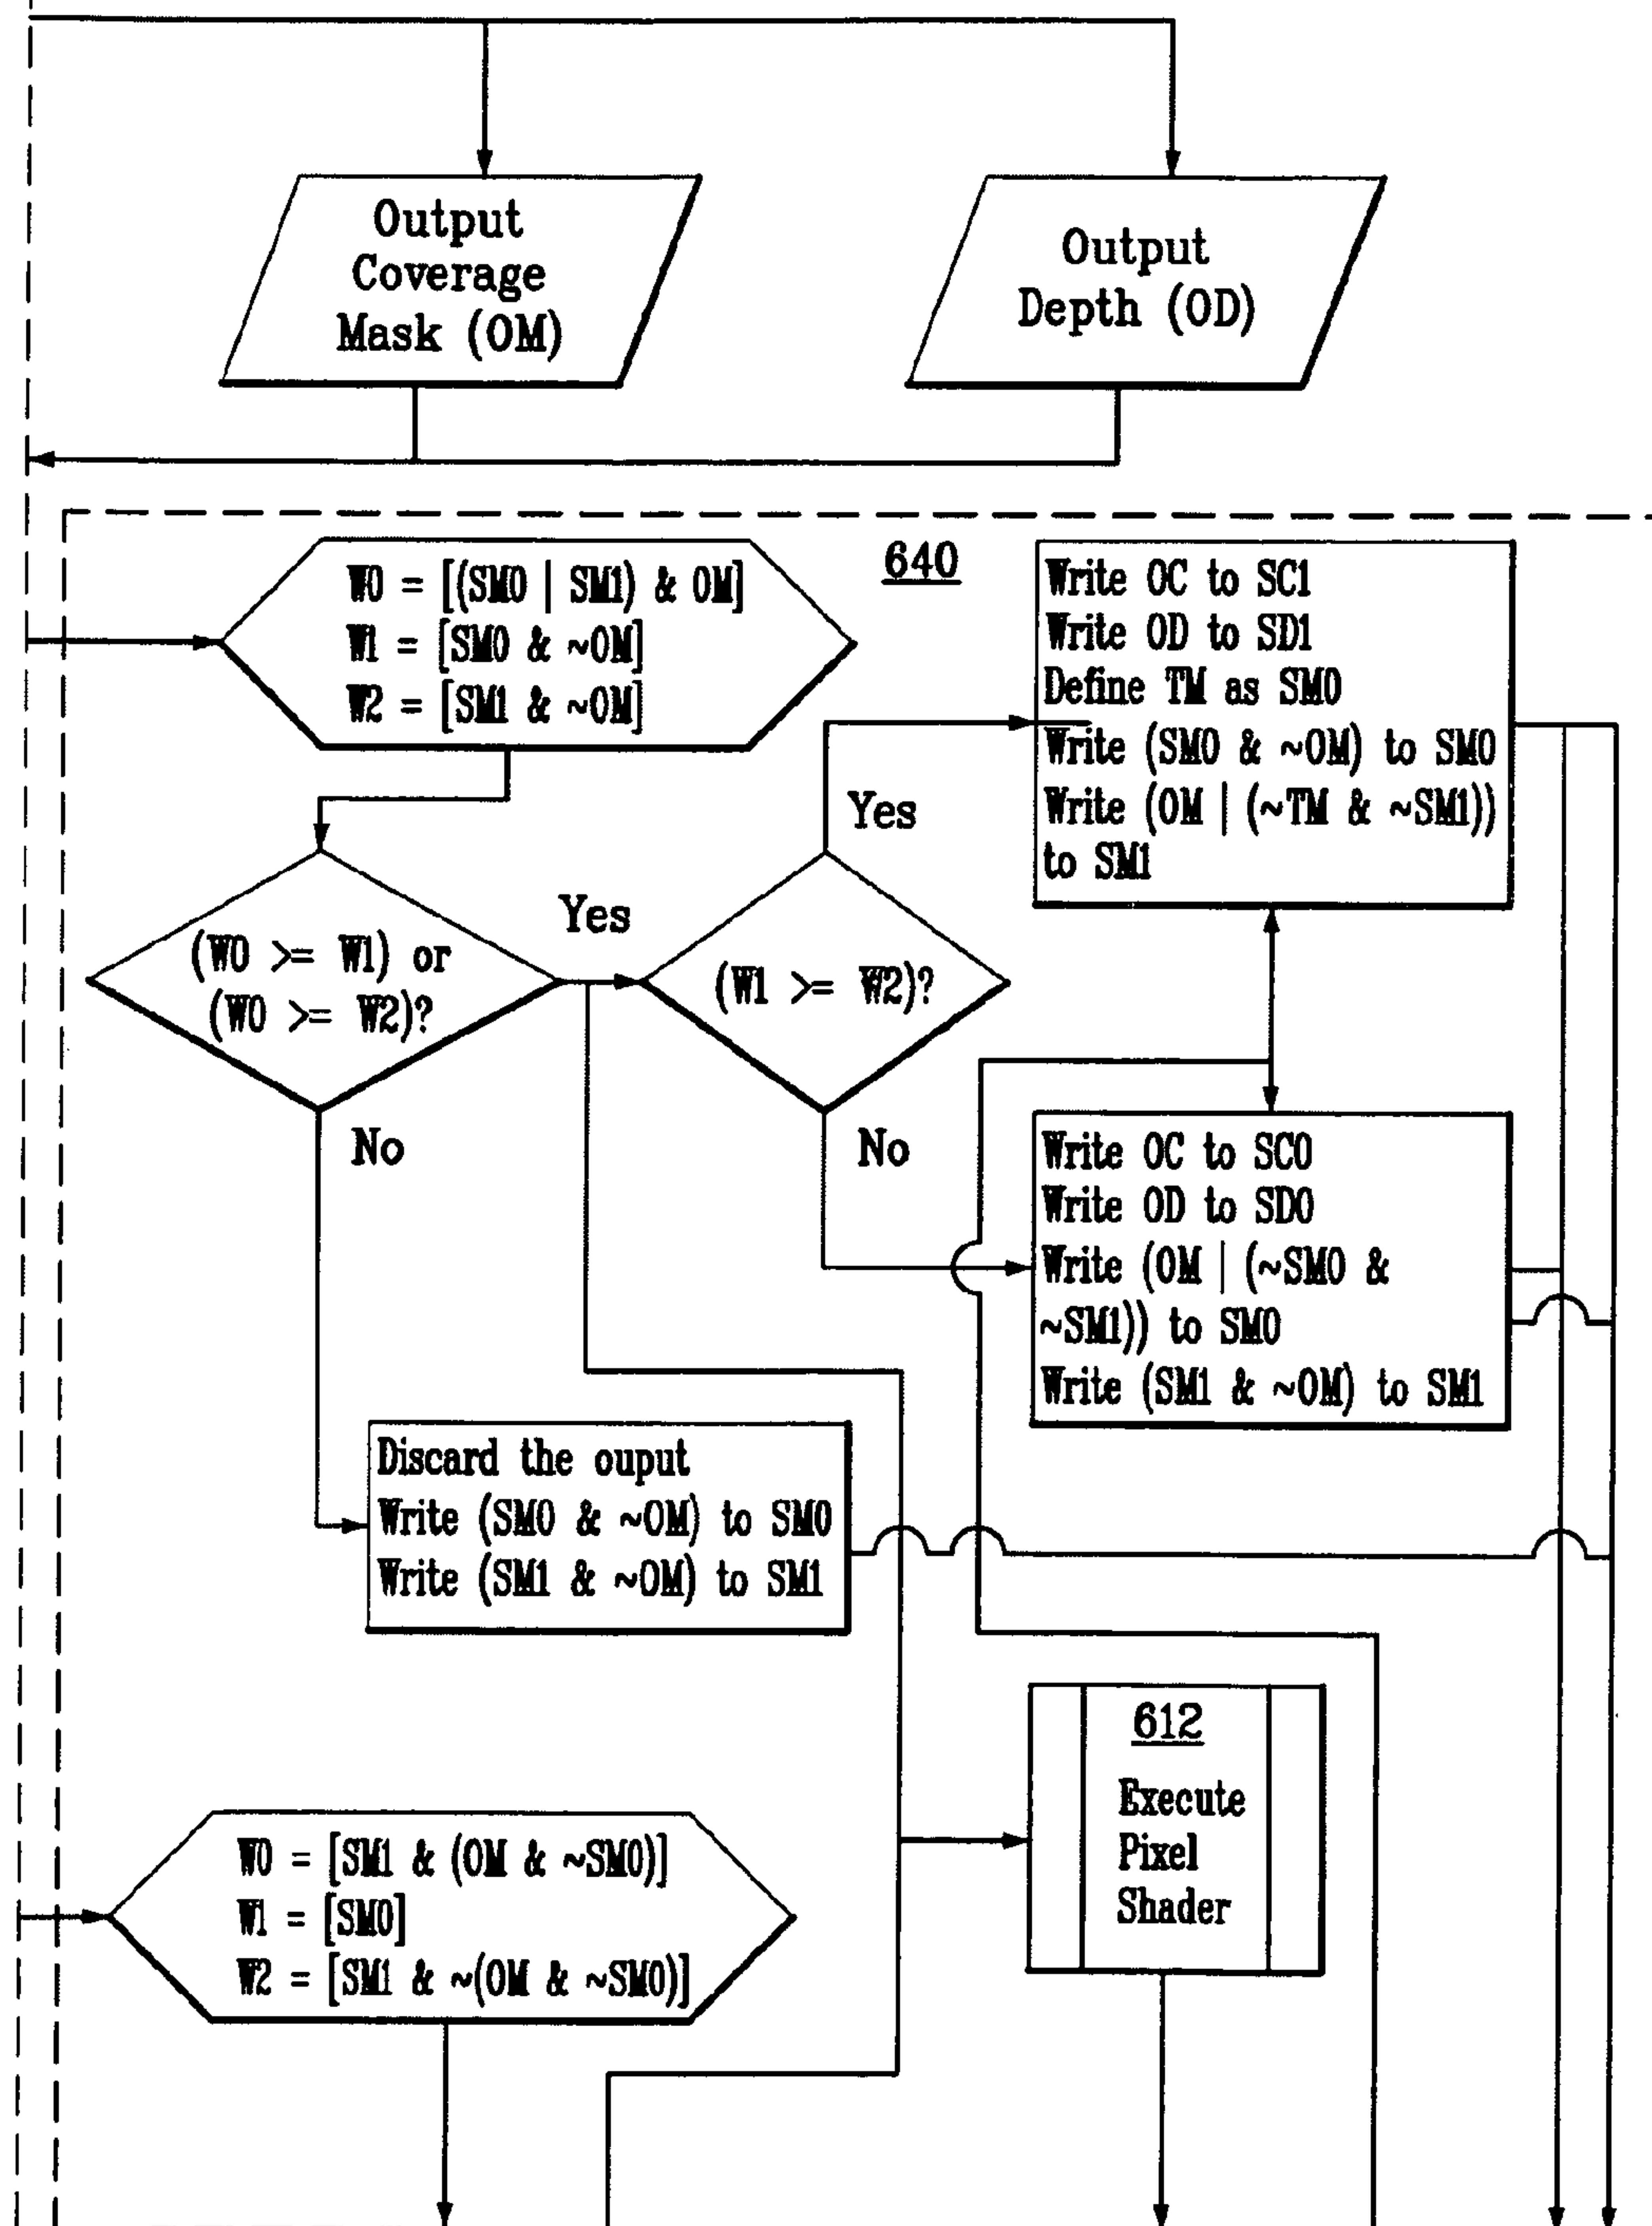 Output
Coverage
Mask (OM)
Output
Depth (OD)
640
W0 = [(SM0 | SM1) & OM]
W1 = [SM0 & ~OM]
W2 = [SM1 & ~OM]
Write OC to SC1
Write OD to SD1
Define TM as SM0
Write (SM0 & ~OM) to SM0
Write (OM | (~TM & ~SM1))
to SM1
Yes
Yes
(W0 >= W1) or
(W0 >= W2)?
(W1 >= W2)?
No
No
Write OC to SC0
Write OD to SD0
Write (OM | (~SM0 &
~SM1)) to SM0
Write (SM1 & ~OM) to SM1
Discard the ouput
Write (SM0 & ~OM) to SM0
Write (SM1 & ~OM) to SM1
612
Execute
Pixel
Shader
W0 = [SM1 & (OM & ~SM0)]
W1 = [SM0]
W2 = [SM1 & ~(OM & ~SM0)]